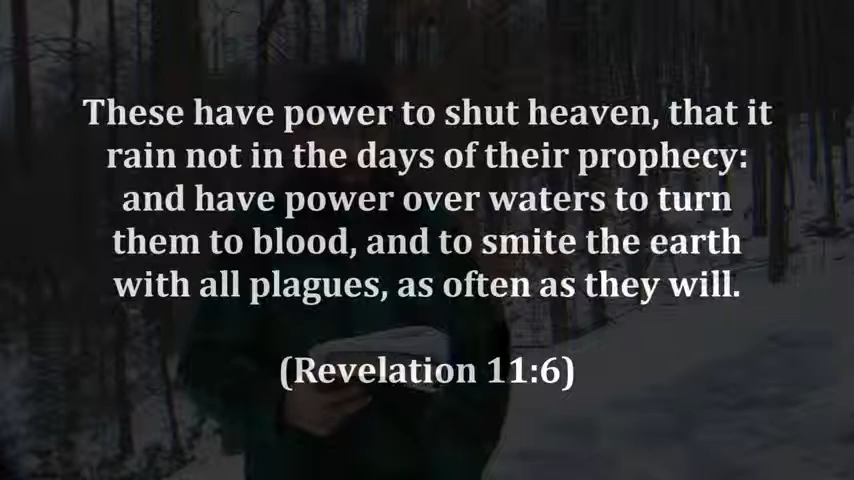 These have power to shut heaven, that it
rain not in the days of their prophecy:
and have power over waters to turn
them to blood, and to smite the earth
with all plagues, as often as they will.
(Revelation 11:6)